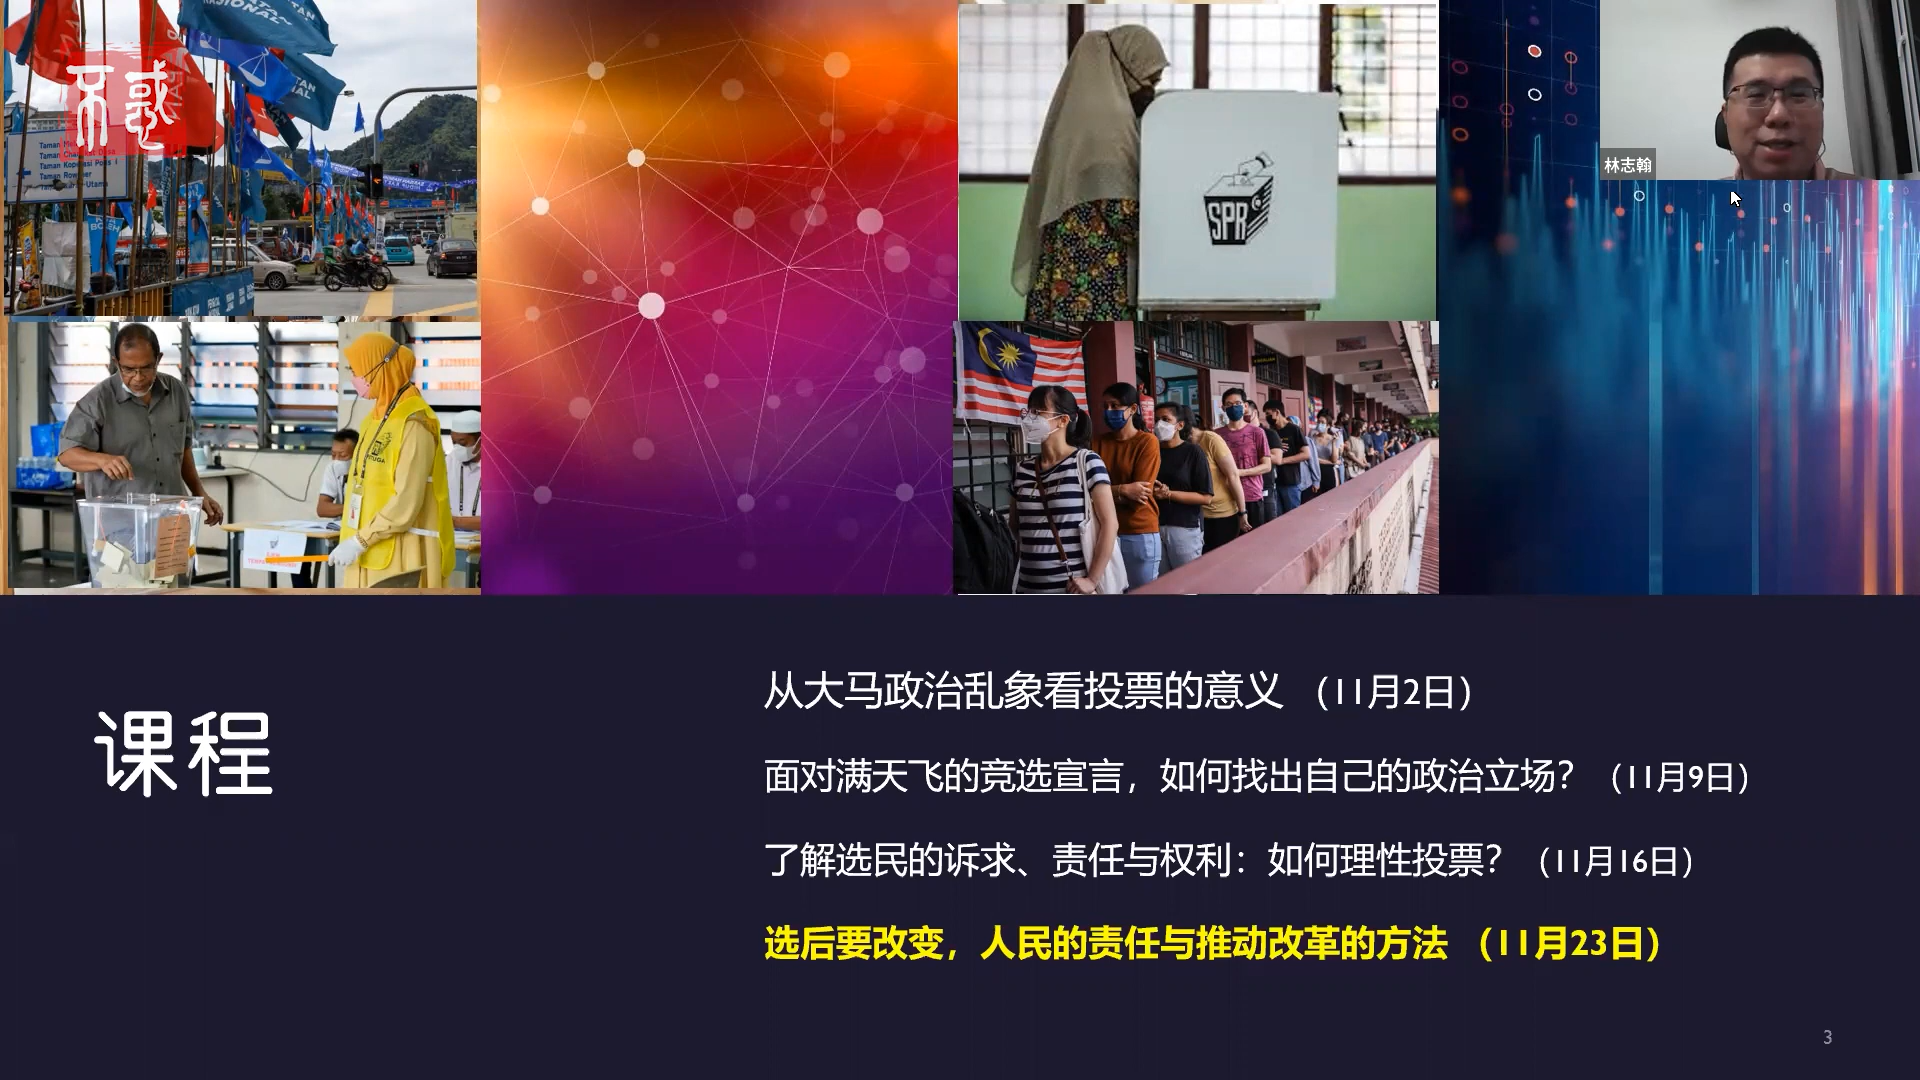 不惑
NASIONAL
Taman
SPR
林志翰
课程
从大马政治乱象看投票的意义 （11月2日）
面对满天飞的竞选宣言，如何找出自己的政治立场？（11月9日）
了解选民的诉求、责任与权利：如何理性投票？（11月16日）
选后要改变，人民的责任与推动改革的方法 （11月23日）
3